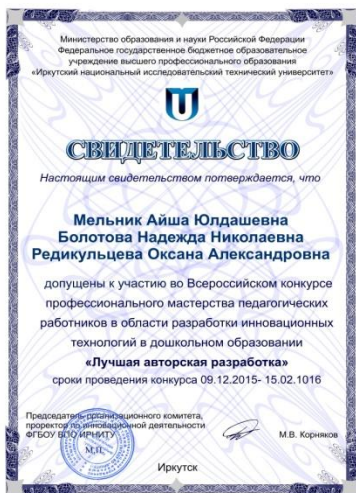 Министерство образования и науки Российской Федерации
Федеральное государственное бюджетное образовательное
учреждение высшего профессионального образования
«Иркутский национальный исследовательский технический университет»
СВИДЕТЕЛЬСТВО
Настоящим свидетельством потверждается, что
Мельник Айша Юлдашевна
Болотова Надежда Николаевна
Редикульцева Оксана Александровна
допущены к участию во Всероссийском конкурсе
профессионального мастерства педагогических
работников в области разработки инновационных
технологий в дошкольном образовании
«Лучшая авторская разработка»
сроки проведения конкурса 09.12.2015- 15.02.1016
Председатель организационного комитета,
проректор по инновационной деятельности
ФГБОУ ВПО ИРНИТУ
М.В. Корняков
М.П.
Иркутск